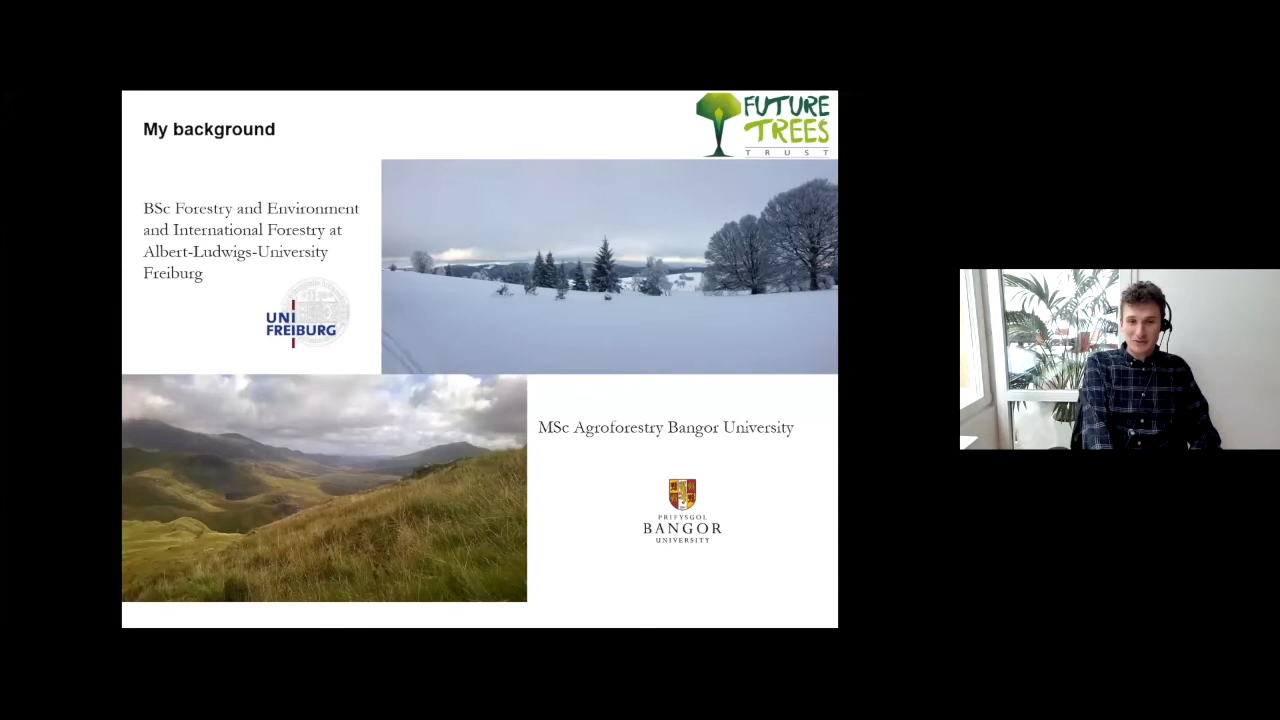 My background
FUTURE
TREES
TRUST
BSc Forestry and Environment
and International Forestry at
Albert-Ludwigs-University
Freiburg
UNI
FREIBURG
MSc Agroforestry Bangor University
PRIFYSGOL
BANGOR
UNIVERSITY